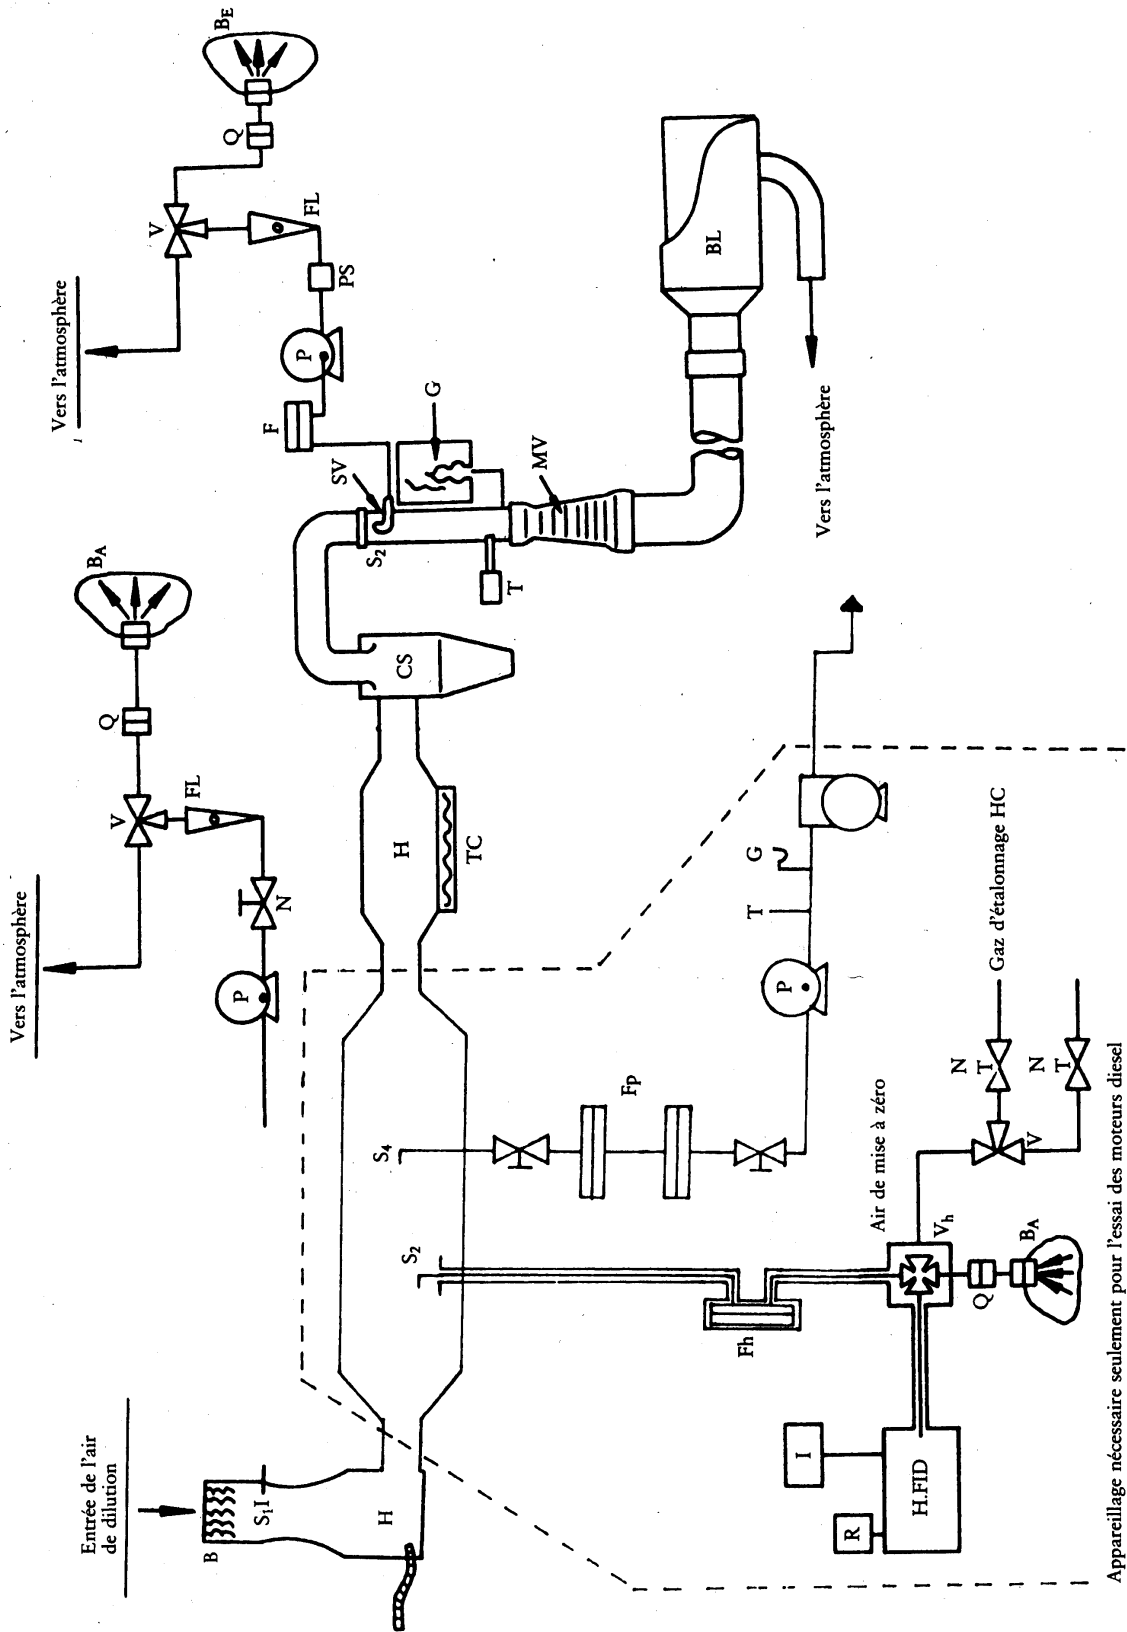 Entrée de l'air
de dilution
B
S₁I
H
Vers l'atmosphère
P
N
FL
V
Q
BA
Vers l'atmosphère
V
Q
BE
FL
PS
P
F
SV
G
S₂
MV
T
CS
H
TC
BL
Vers l'atmosphère
S₄
S₂
Fp
P
T
G
Fh
Air de mise à zéro
Vh
V
N
T
N
T
Gaz d'étalonnage HC
Q
BA
I
R
H.FID
Appareillage nécessaire seulement pour l'essai des moteurs diesel